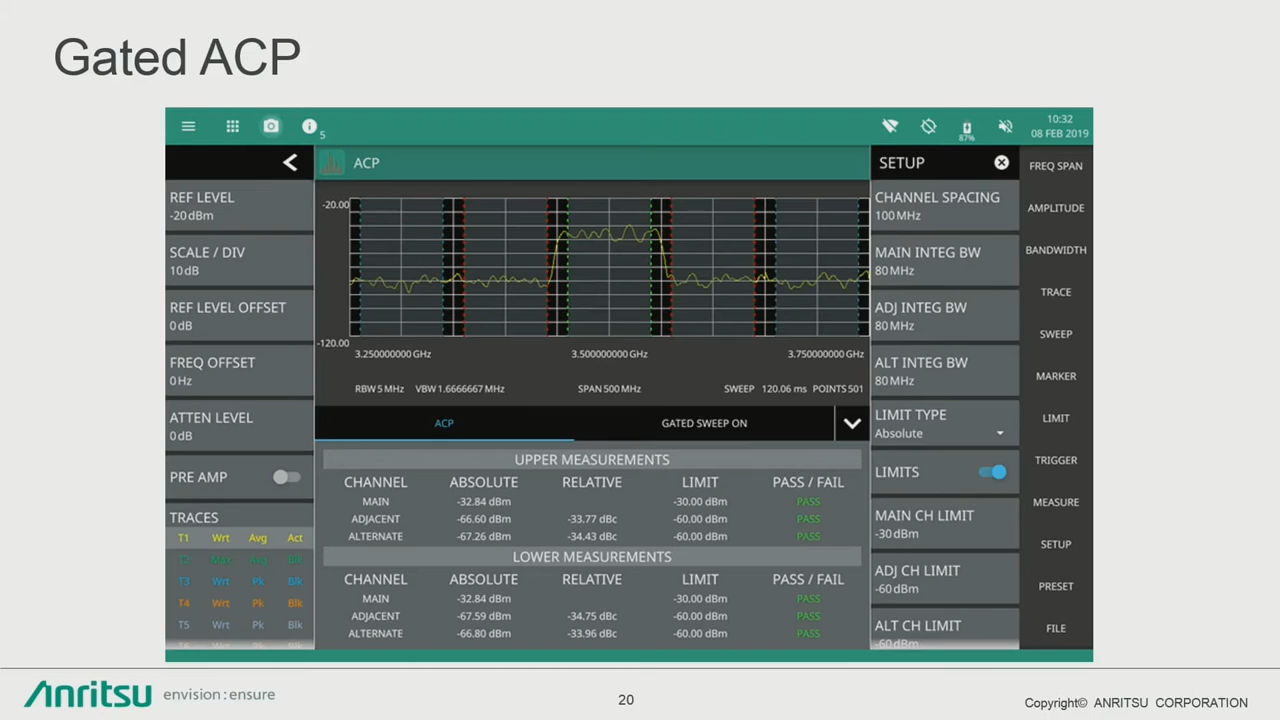 Gated ACP
5
87%
10:32
08 FEB 2019
ACP
SETUP
REF LEVEL
-20 dBm
SCALE / DIV
10 dB
REF LEVEL OFFSET
0 dB
FREQ OFFSET
0 Hz
ATTEN LEVEL
0 dB
PRE AMP
TRACES
T1 Wrt Avg Act
T2 Max Avg Blk
T3 Wrt Pk Blk
T4 Wrt Pk Blk
T5 Wrt Pk Blk
-20.00
-120.00
3.250000000 GHz 3.500000000 GHz 3.750000000 GHz
RBW 5 MHz VBW 1.6666667 MHz SPAN 500 MHz SWEEP 120.06 ms POINTS 501
ACP GATED SWEEP ON
UPPER MEASUREMENTS
CHANNEL ABSOLUTE RELATIVE LIMIT PASS / FAIL
MAIN -32.84 dBm -30.00 dBm PASS
ADJACENT -66.60 dBm -33.77 dBc -60.00 dBm PASS
ALTERNATE -67.26 dBm -34.43 dBc -60.00 dBm PASS
LOWER MEASUREMENTS
CHANNEL ABSOLUTE RELATIVE LIMIT PASS / FAIL
MAIN -32.84 dBm -30.00 dBm PASS
ADJACENT -67.59 dBm -34.75 dBc -60.00 dBm PASS
ALTERNATE -66.80 dBm -33.96 dBc -60.00 dBm PASS
CHANNEL SPACING
100 MHz
MAIN INTEG BW
80 MHz
ADJ INTEG BW
80 MHz
ALT INTEG BW
80 MHz
LIMIT TYPE
Absolute
LIMITS
MAIN CH LIMIT
-30 dBm
ADJ CH LIMIT
-60 dBm
ALT CH LIMIT
-60 dBm
FREQ SPAN
AMPLITUDE
BANDWIDTH
TRACE
SWEEP
MARKER
LIMIT
TRIGGER
MEASURE
SETUP
PRESET
FILE
Anritsu envision : ensure
20
Copyright© ANRITSU CORPORATION